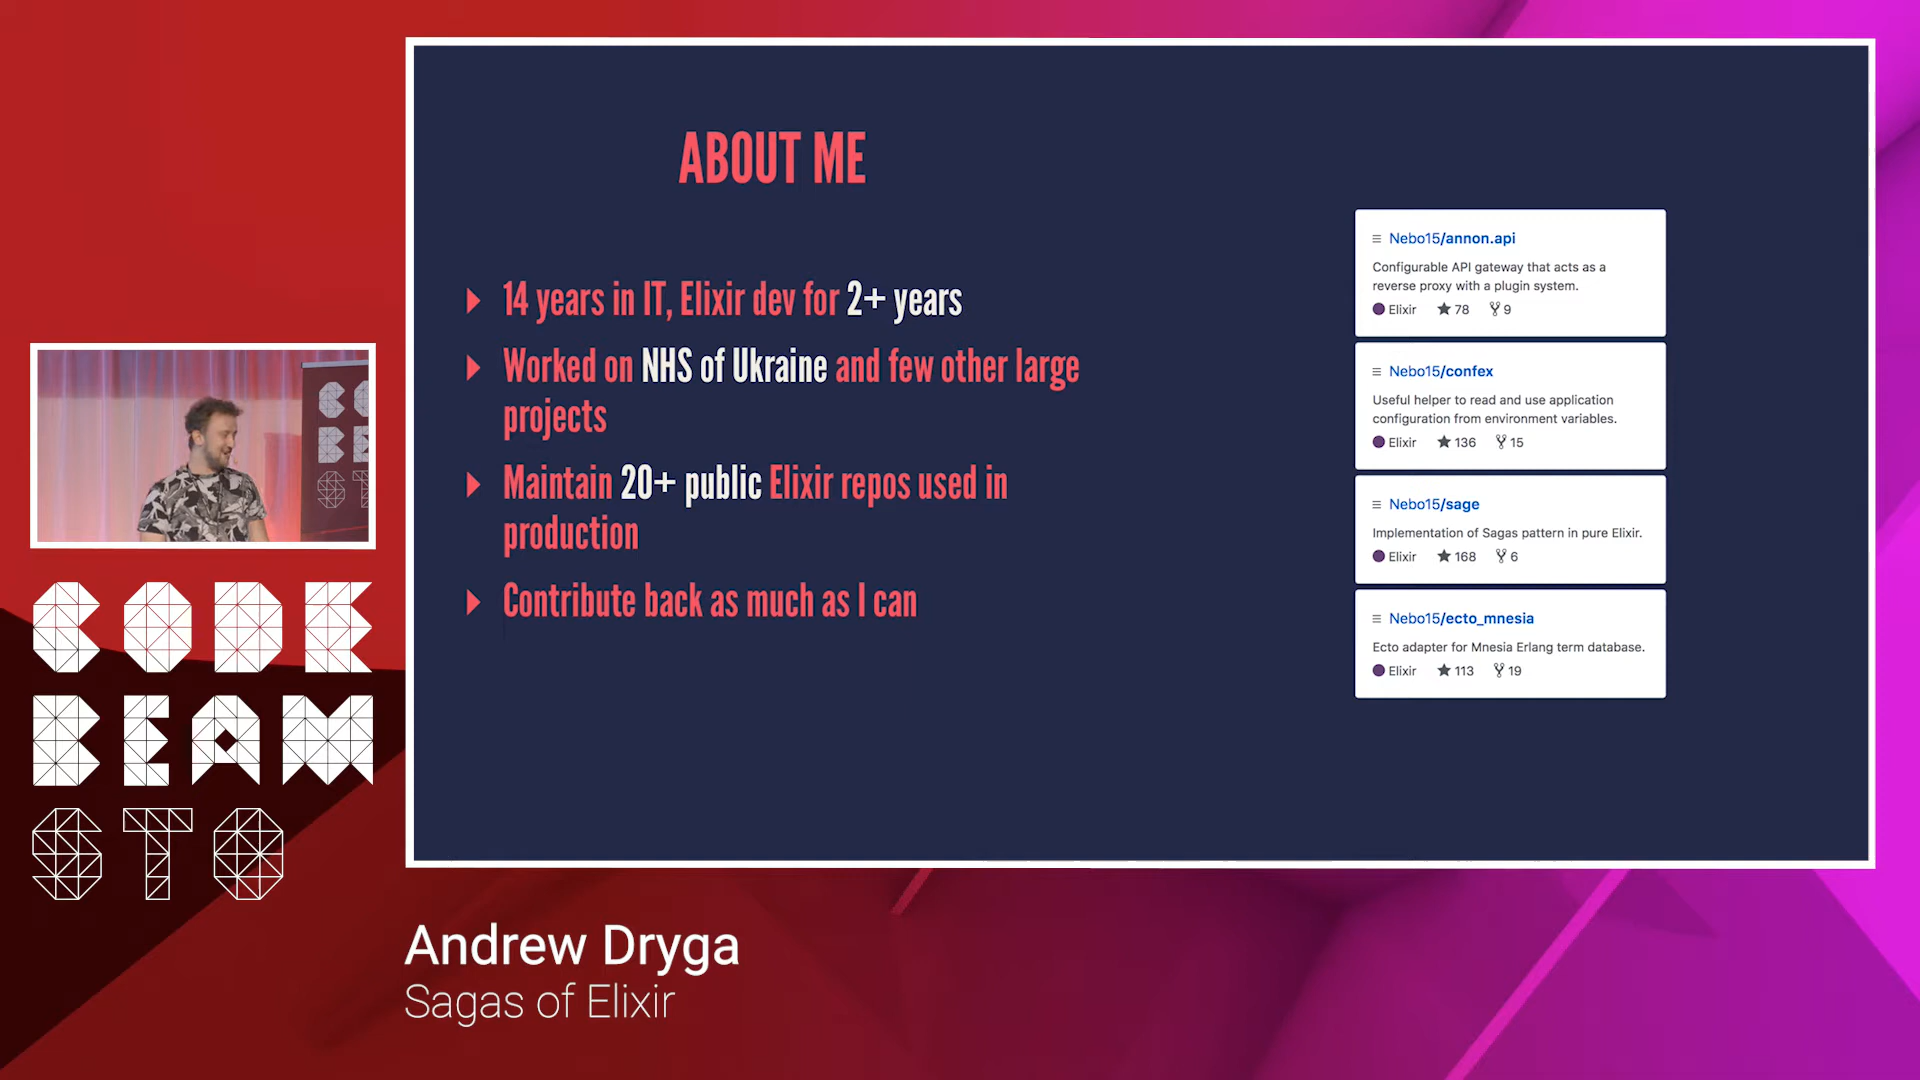 ABOUT ME
14 years in IT, Elixir dev for 2+ years
Worked on NHS of Ukraine and few other large
projects
Maintain 20+ public Elixir repos used in
production
Contribute back as much as I can
Nebo15/annon.api
Configurable API gateway that acts as a
reverse proxy with a plugin system.
Elixir 78 9
Nebo15/confex
Useful helper to read and use application
configuration from environment variables.
Elixir 136 15
Nebo15/sage
Implementation of Sagas pattern in pure Elixir.
Elixir 168 6
Nebo15/ecto_mnesia
Ecto adapter for Mnesia Erlang term database.
Elixir 113 19
CODE
BEAM
STO
Andrew Dryga
Sagas of Elixir